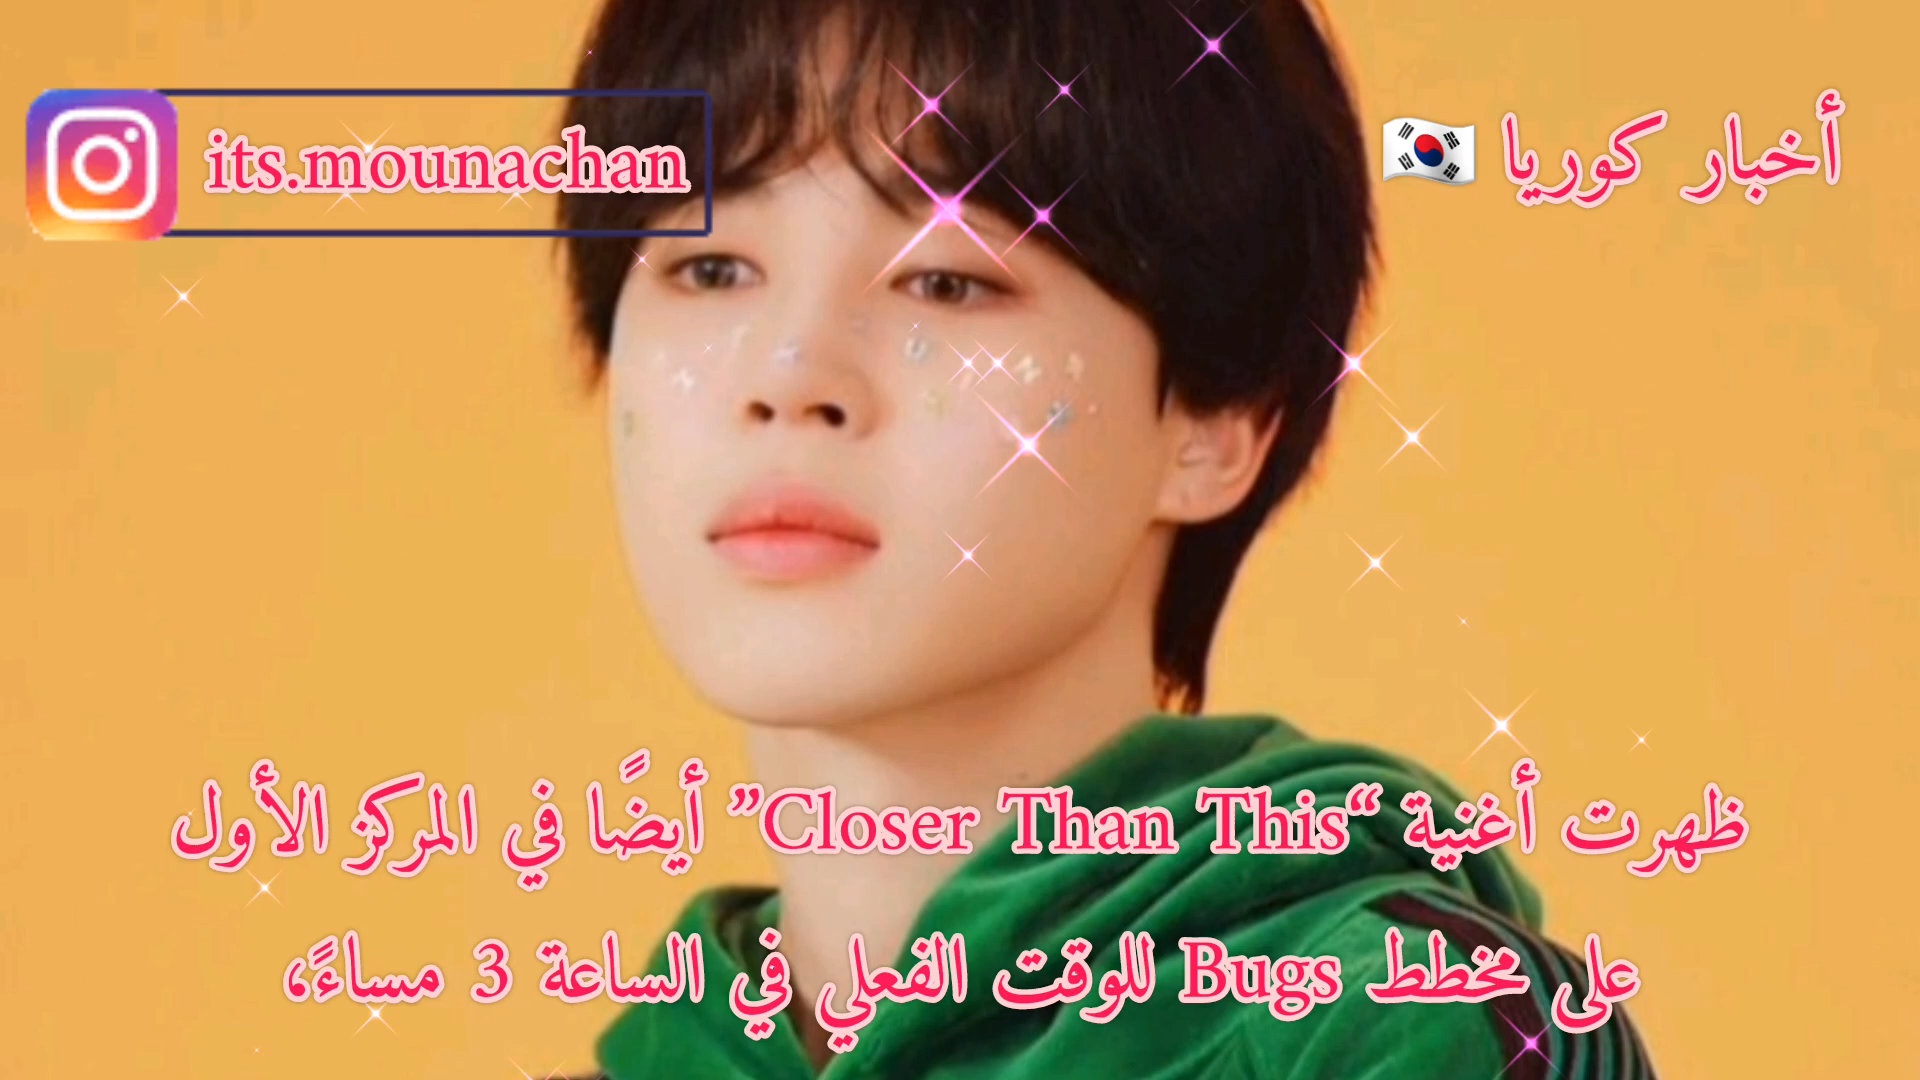 its.mounachan
أخبار كوريا
ظهرت أغنية “Closer Than This” أيضًا في المركز الأول
على مخطط Bugs للوقت الفعلي في الساعة 3 مساءً،